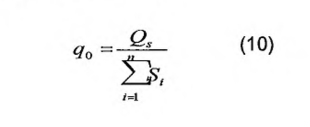 q₀ = Qₛ / ∑ᵢ₌₁ⁿ Sᵢ (10)